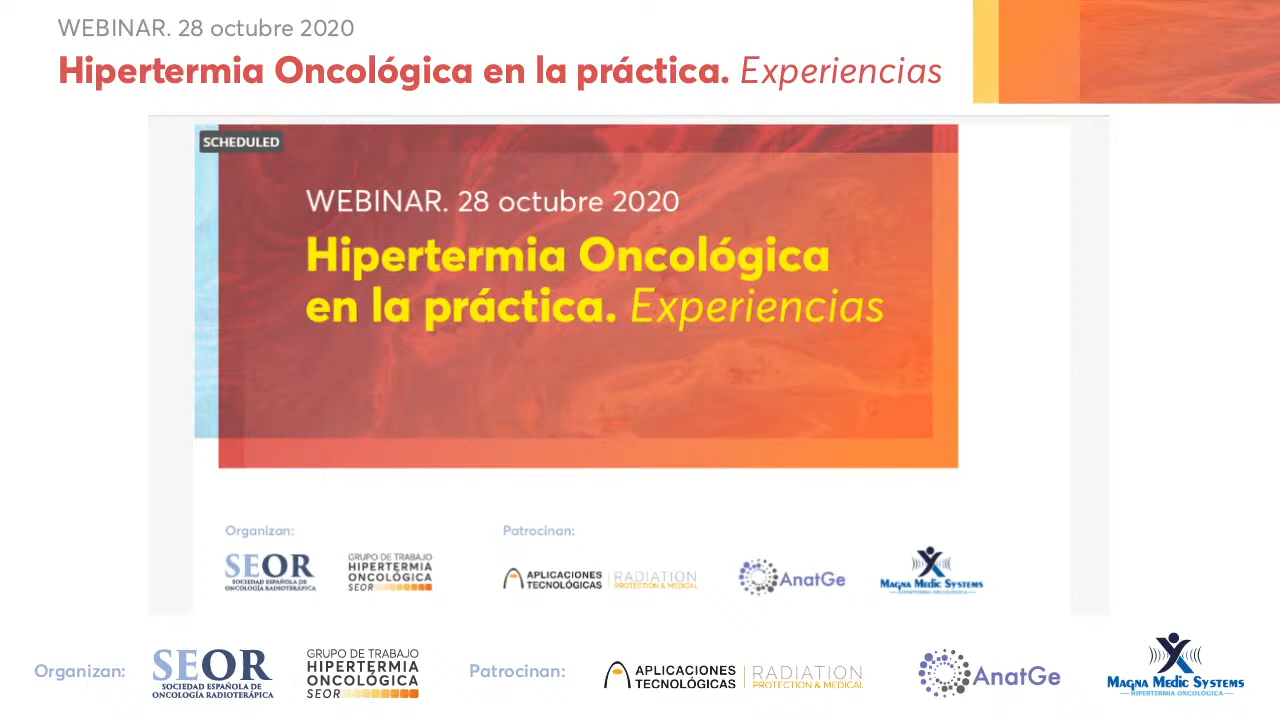 WEBINAR. 28 octubre 2020
Hipertermia Oncológica en la práctica. Experiencias
SCHEDULED
WEBINAR. 28 octubre 2020
Hipertermia Oncológica
en la práctica. Experiencias
Organizan:
Patrocinan:
SEOR
SOCIEDAD ESPAÑOLA DE
ONCOLOGÍA RADIOTERÁPICA
GRUPO DE TRABAJO
HIPERTERMIA
ONCOLÓGICA
SEOR
APLICACIONES
TECNOLÓGICAS
RADIATION
PROTECTION & MEDICAL
AnatGe
MAGNA MEDIC SYSTEMS
HIPERTERMIA ONCOLÓGICA
Organizan:
SEOR
SOCIEDAD ESPAÑOLA DE
ONCOLOGÍA RADIOTERÁPICA
GRUPO DE TRABAJO
HIPERTERMIA
ONCOLÓGICA
SEOR
Patrocinan:
APLICACIONES
TECNOLÓGICAS
RADIATION
PROTECTION & MEDICAL
AnatGe
MAGNA MEDIC SYSTEMS
HIPERTERMIA ONCOLÓGICA